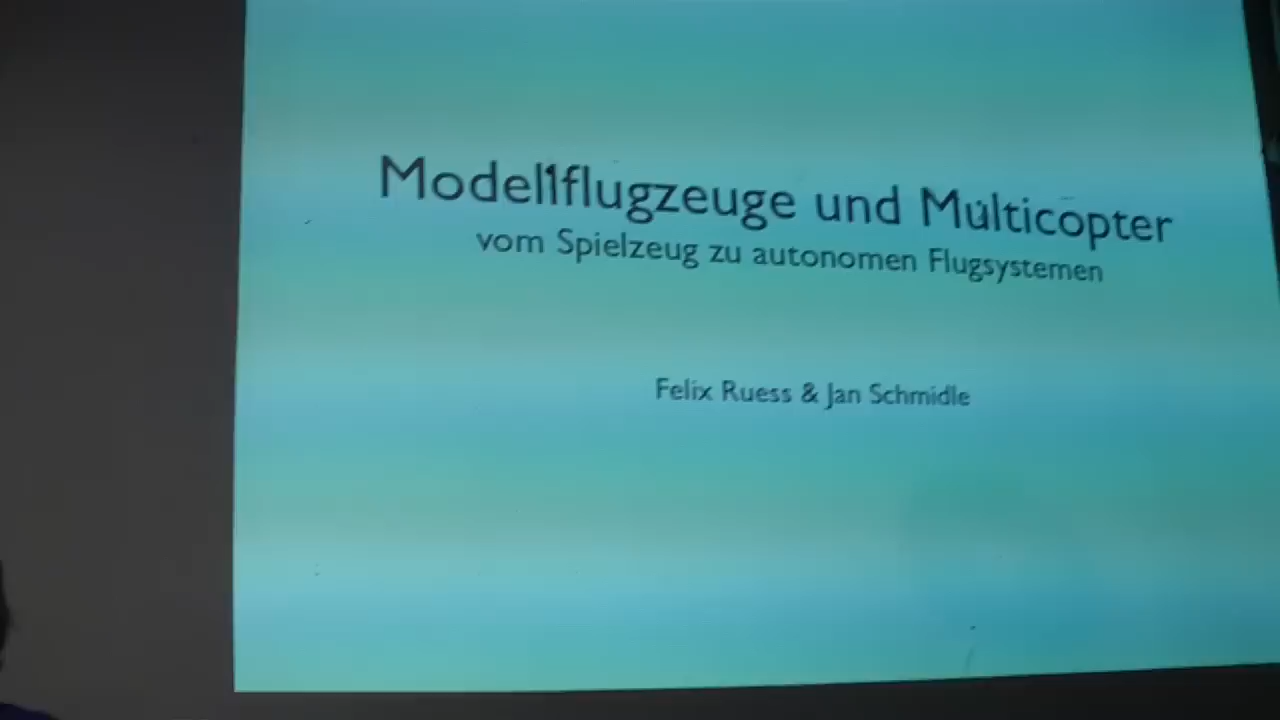 Modellflugzeuge und Multicopter
vom Spielzeug zu autonomen Flugsystemen
Felix Ruess & Jan Schmidle